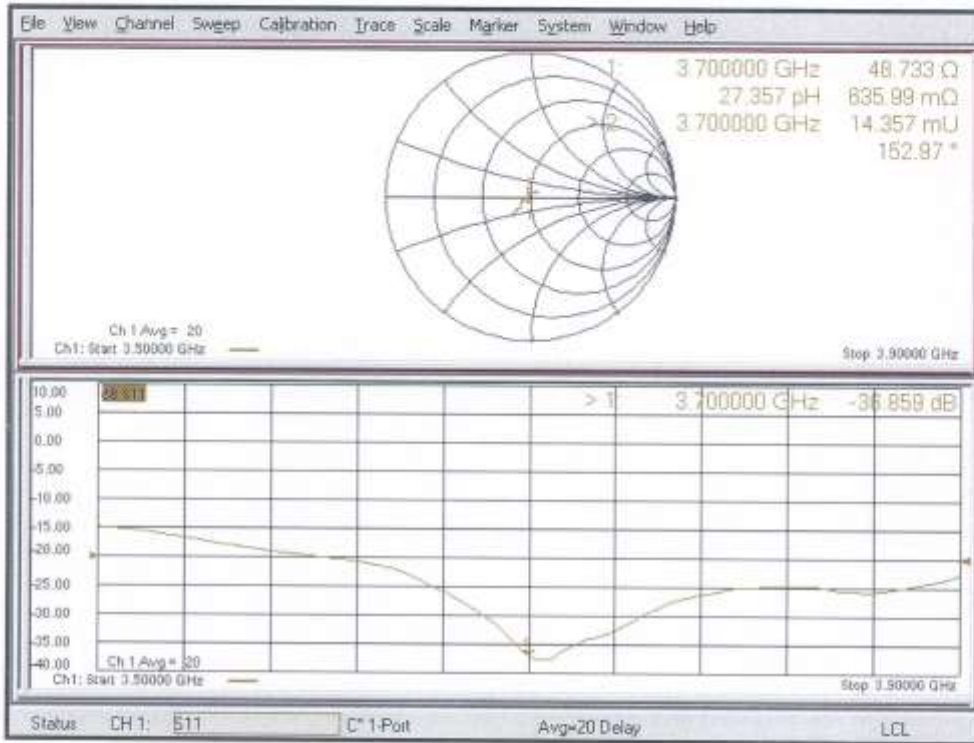 File View Channel Sweep Calibration Trace Scale Marker System Window Help
1: 3.700000 GHz 48.733 Ω
27.357 pH 635.99 mΩ
> 2: 3.700000 GHz 14.357 mU
152.97 °
Ch 1 Avg = 20
Ch1: Start 3.50000 GHz
Stop 3.90000 GHz
10.00
5.00
0.00
-5.00
-10.00
-15.00
-20.00
-25.00
-30.00
-35.00
-40.00
> 1: 3.700000 GHz -36.859 dB
1
Ch 1 Avg = 20
Ch1: Start 3.50000 GHz
Stop 3.90000 GHz
Status CH 1: S11 C* 1-Port Avg=20 Delay LCL